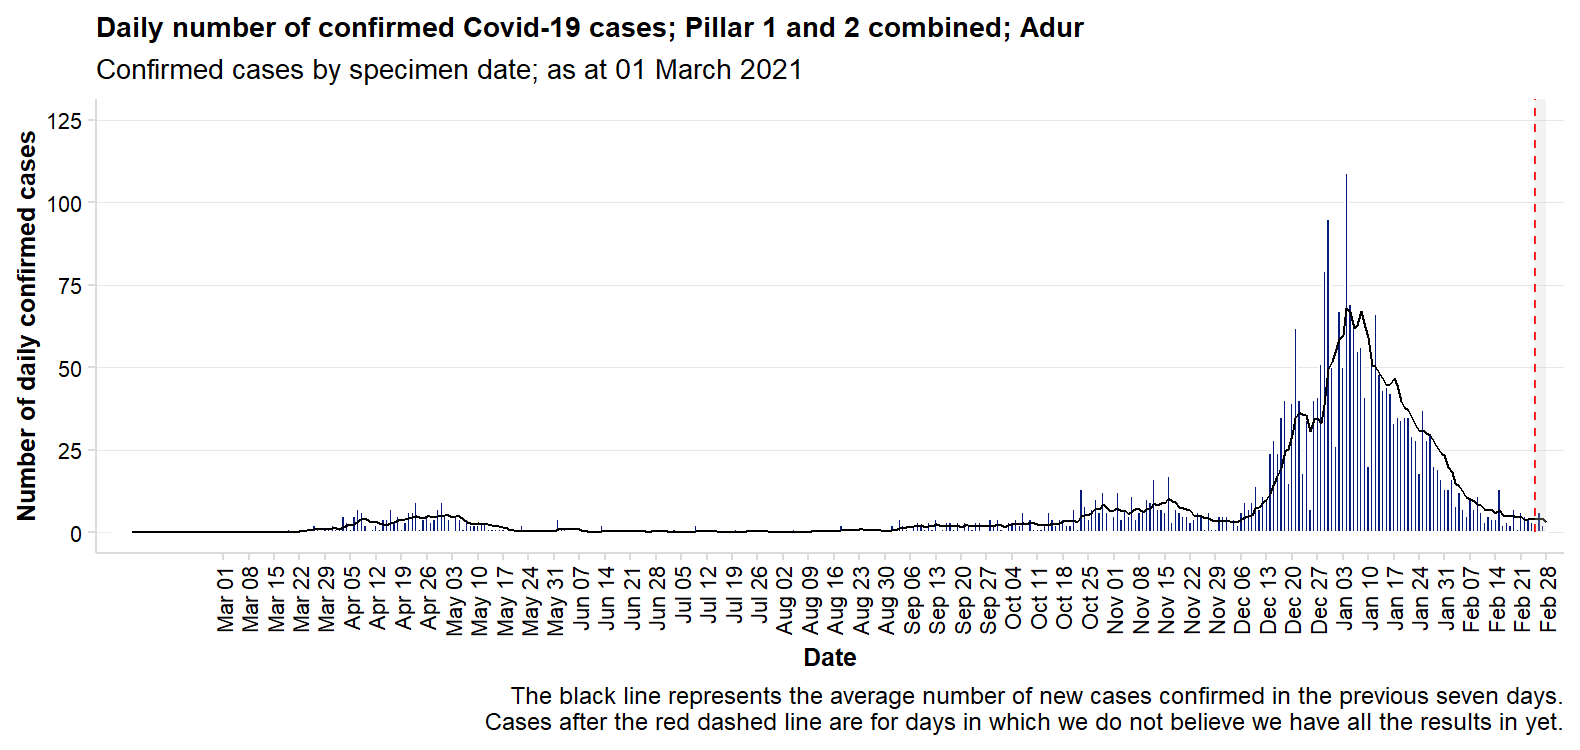 Daily number of confirmed Covid-19 cases; Pillar 1 and 2 combined; Adur
Confirmed cases by specimen date; as at 01 March 2021
Number of daily confirmed cases
125
100
75
50
25
0
Mar 01
Mar 08
Mar 15
Mar 22
Mar 29
Apr 05
Apr 12
Apr 19
Apr 26
May 03
May 10
May 17
May 24
May 31
Jun 07
Jun 14
Jun 21
Jun 28
Jul 05
Jul 12
Jul 19
Jul 26
Aug 02
Aug 09
Aug 16
Aug 23
Aug 30
Sep 06
Sep 13
Sep 20
Sep 27
Oct 04
Oct 11
Oct 18
Oct 25
Nov 01
Nov 08
Nov 15
Nov 22
Nov 29
Dec 06
Dec 13
Dec 20
Dec 27
Jan 03
Jan 10
Jan 17
Jan 24
Jan 31
Feb 07
Feb 14
Feb 21
Feb 28
Date
The black line represents the average number of new cases confirmed in the previous seven days.
Cases after the red dashed line are for days in which we do not believe we have all the results in yet.